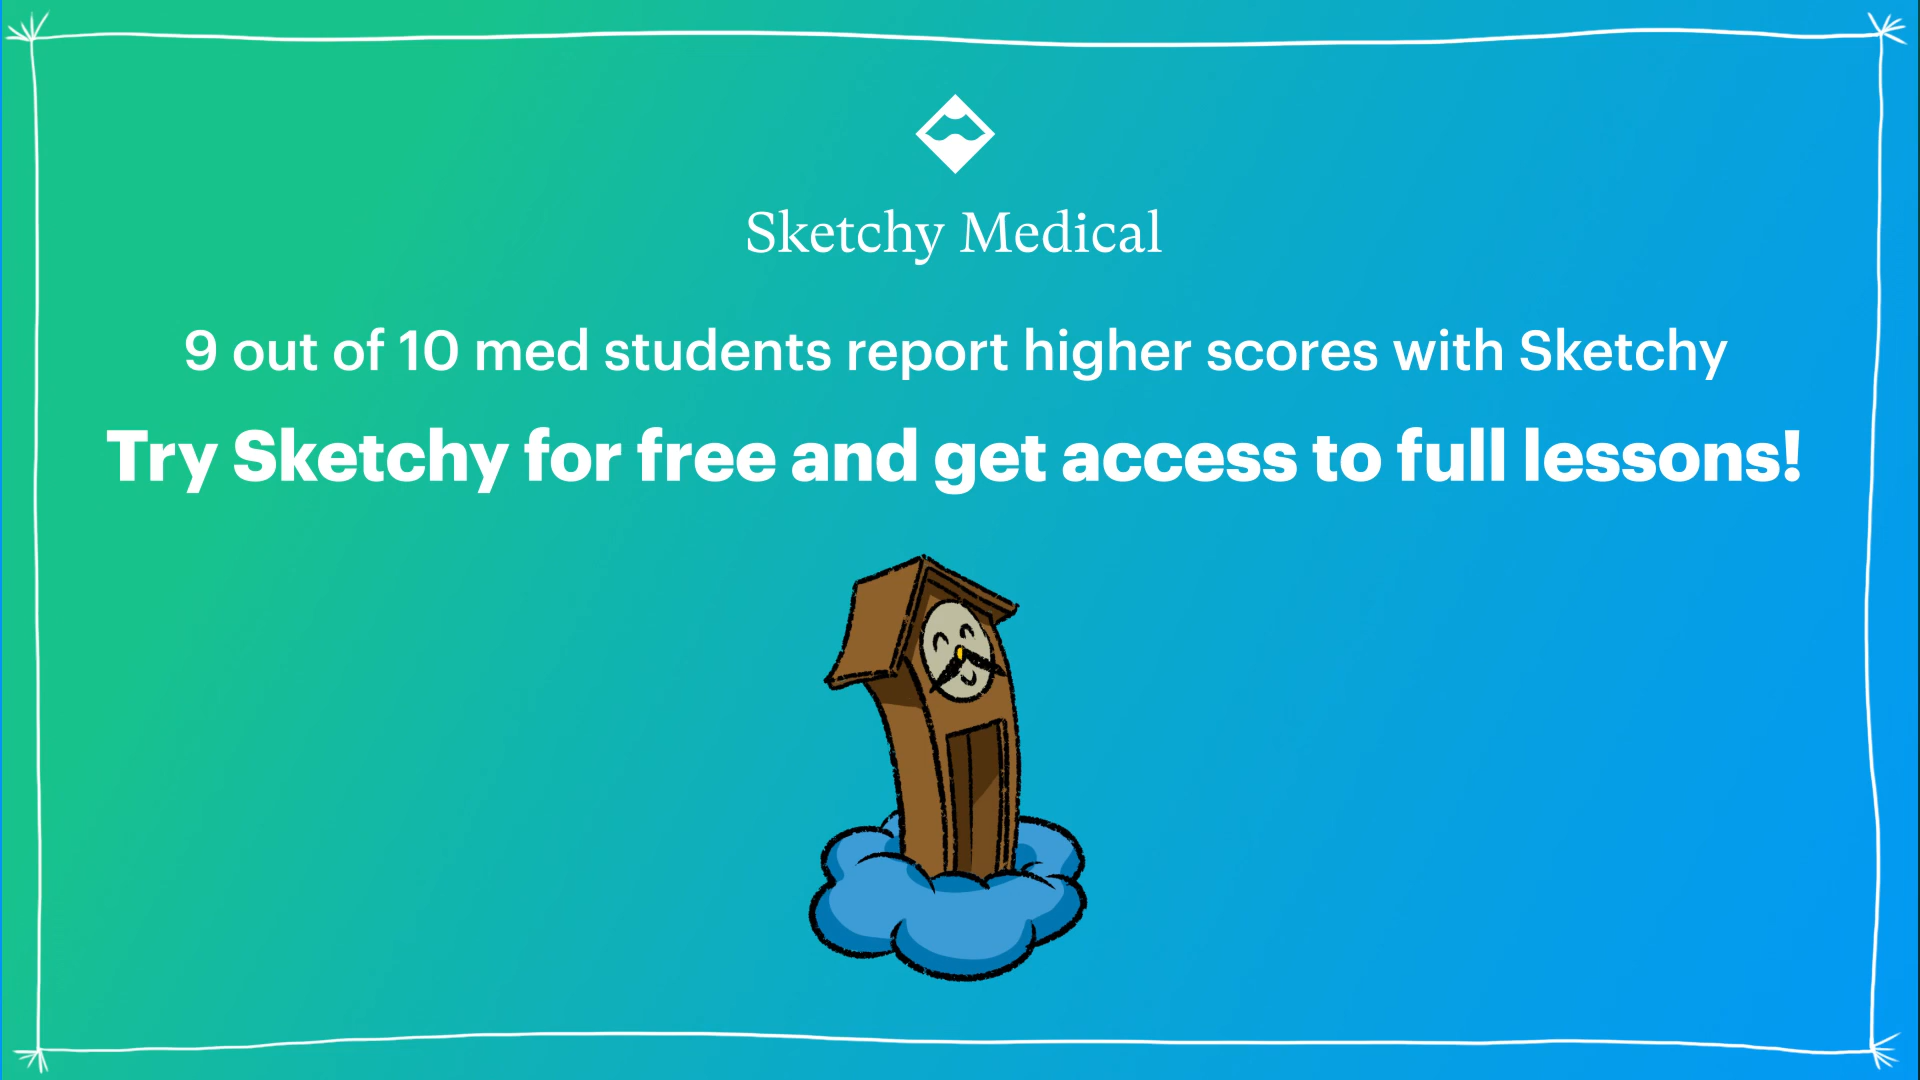 Sketchy Medical
9 out of 10 med students report higher scores with Sketchy
Try Sketchy for free and get access to full lessons!